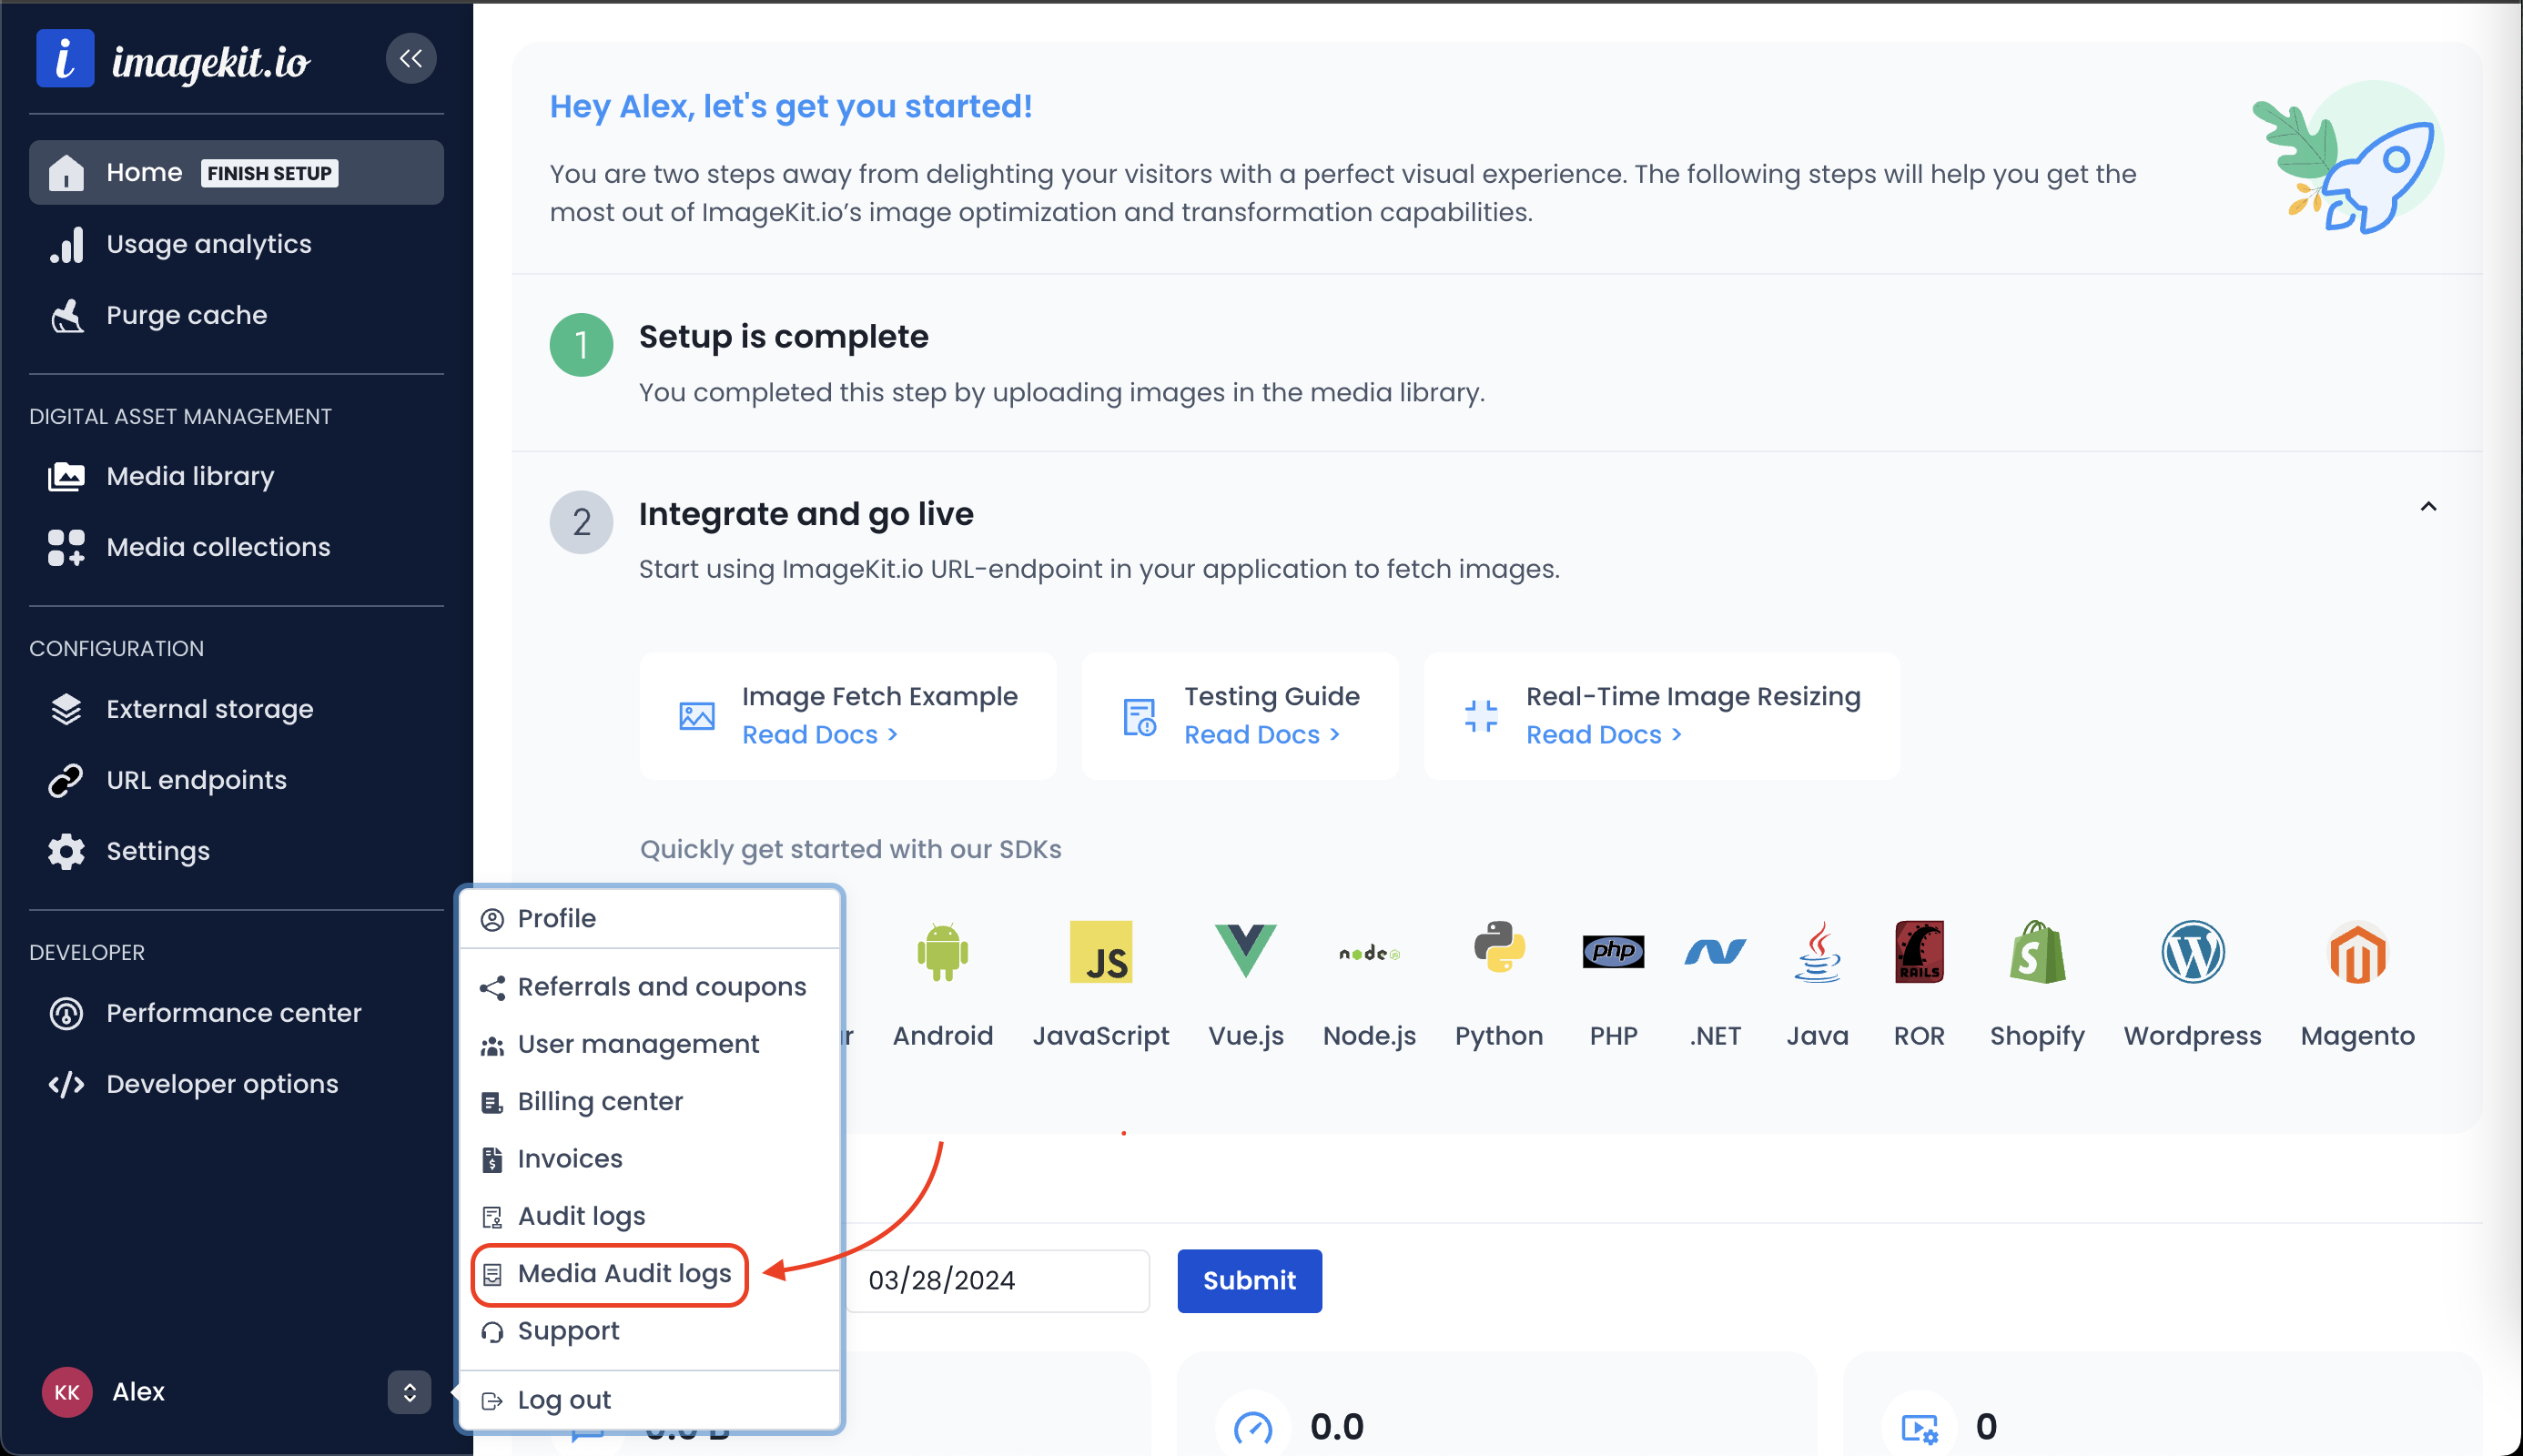 i imagekit.io
Home FINISH SETUP
Usage analytics
Purge cache
DIGITAL ASSET MANAGEMENT
Media library
Media collections
CONFIGURATION
External storage
URL endpoints
Settings
DEVELOPER
Performance center
Developer options
KK Alex
Profile
Referrals and coupons
User management
Billing center
Invoices
Audit logs
Media Audit logs
Support
Log out
Hey Alex, let's get you started!
You are two steps away from delighting your visitors with a perfect visual experience. The following steps will help you get the
most out of ImageKit.io’s image optimization and transformation capabilities.
1 Setup is complete
You completed this step by uploading images in the media library.
2 Integrate and go live
Start using ImageKit.io URL-endpoint in your application to fetch images.
Image Fetch Example
Read Docs >
Testing Guide
Read Docs >
Real-Time Image Resizing
Read Docs >
Quickly get started with our SDKs
JS node JS php RAILS
Android JavaScript Vue.js Node.js Python PHP .NET Java ROR Shopify Wordpress Magento
03/28/2024 Submit
0.0 0